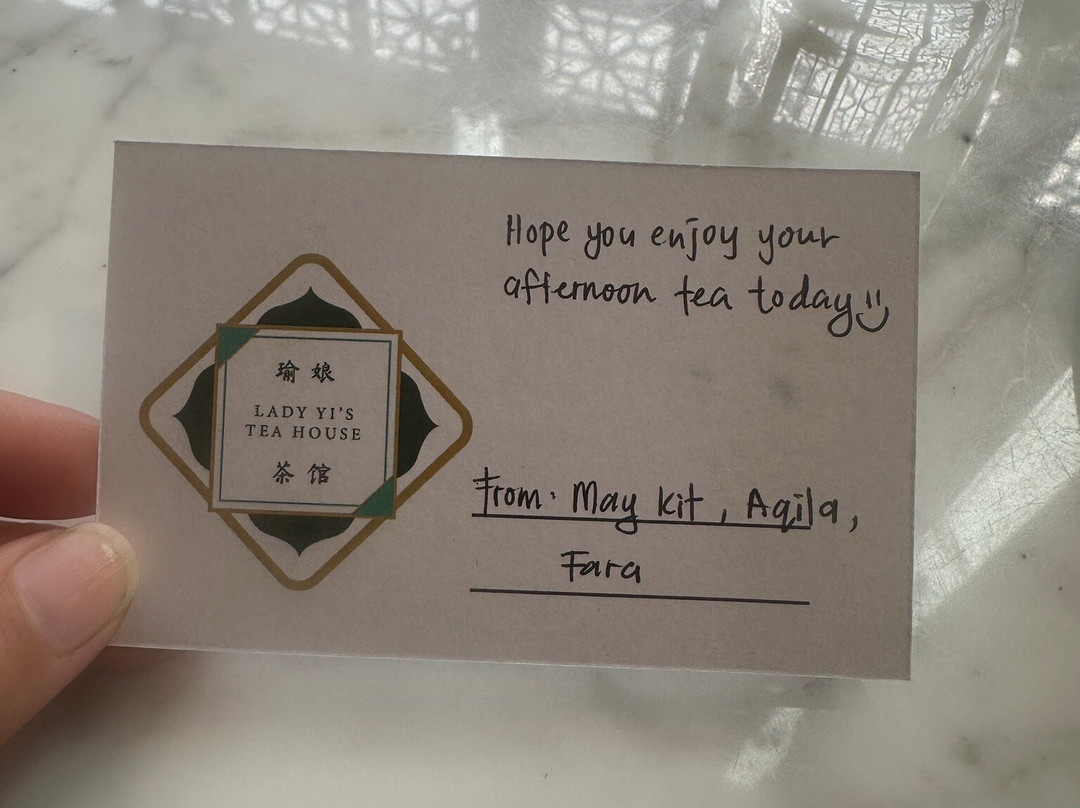 瑜娘
LADY YI'S
TEA HOUSE
茶馆
Hope you enjoy your
afternoon tea today
From: May Kit, Aqila,
Fara